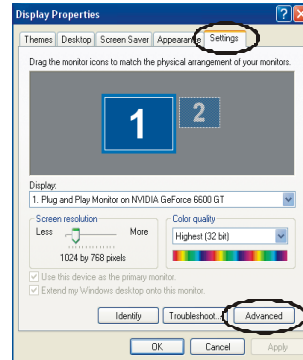 Display Properties
Themes Desktop Screen Saver Appearance Settings
Drag the monitor icons to match the physical arrangement of your monitors.
1 2
Display:
1. Plug and Play Monitor on NVIDIA GeForce 6600 GT
Screen resolution
Less More
1024 by 768 pixels
Color quality
Highest (32 bit)
Use this device as the primary monitor.
Extend my Windows desktop onto this monitor.
Identify Troubleshoot... Advanced
OK Cancel Apply